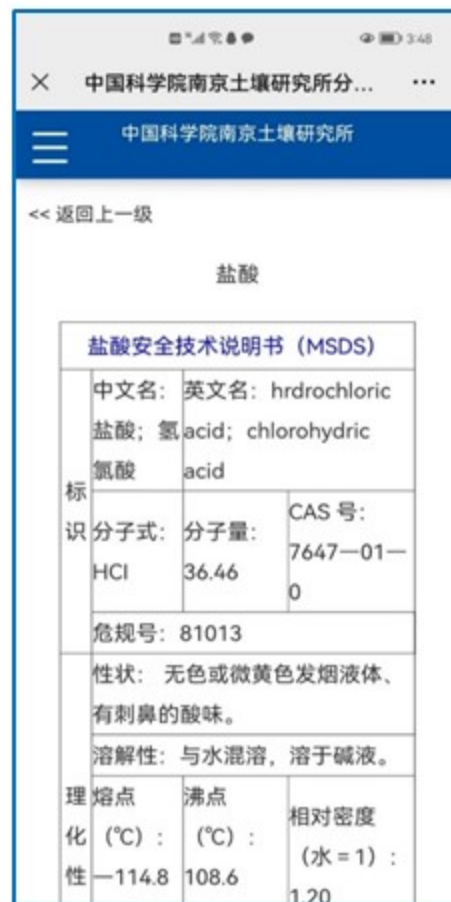 3:48
中国科学院南京土壤研究所分...
中国科学院南京土壤研究所
<< 返回上一级
盐酸
盐酸安全技术说明书（MSDS）
标识
中文名：盐酸；氢氯酸
英文名：hrdrochloric acid；chlorohydric acid
分子式：HCl
分子量：36.46
CAS 号：7647—01—0
危规号：81013
理化性
性状： 无色或微黄色发烟液体、有刺鼻的酸味。
溶解性：与水混溶，溶于碱液。
熔点（℃）：—114.8
沸点（℃）：108.6
相对密度（水 = 1）：1.20